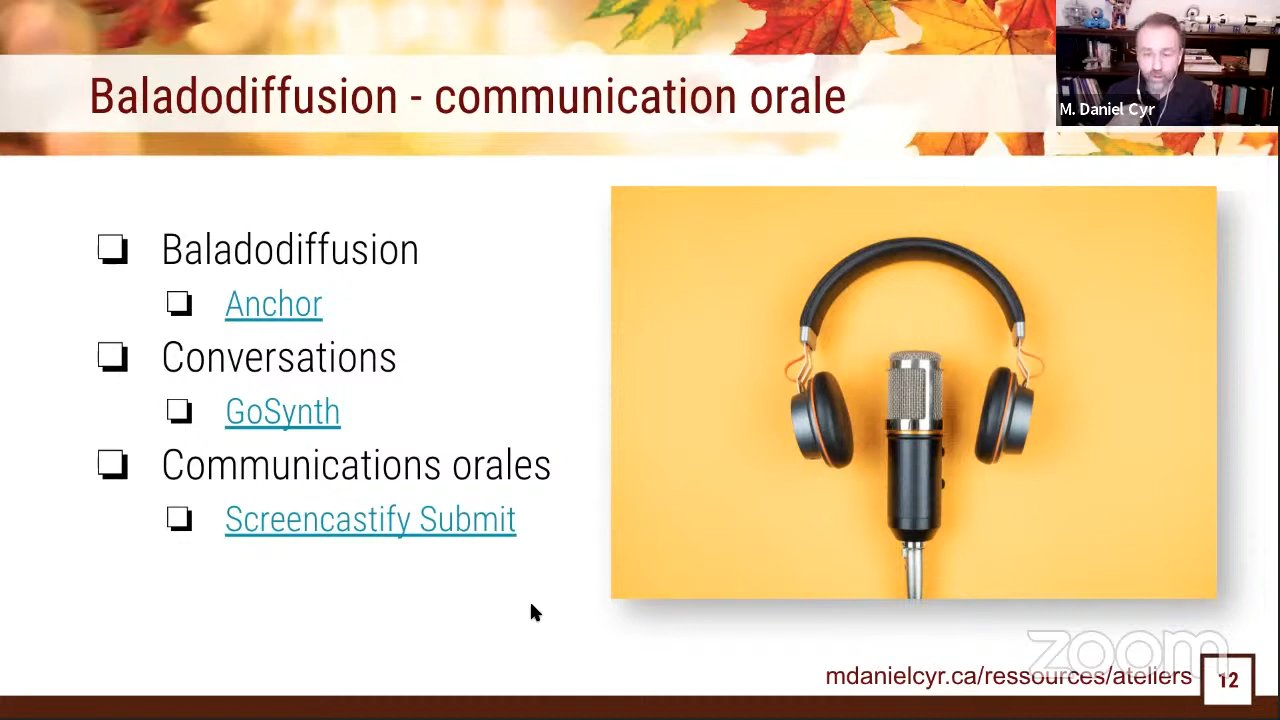 Baladodiffusion - communication orale
M. Daniel Cyr
Baladodiffusion
Anchor
Conversations
GoSynth
Communications orales
Screencastify Submit
zoom
mdanielcyr.ca/ressources/ateliers
12